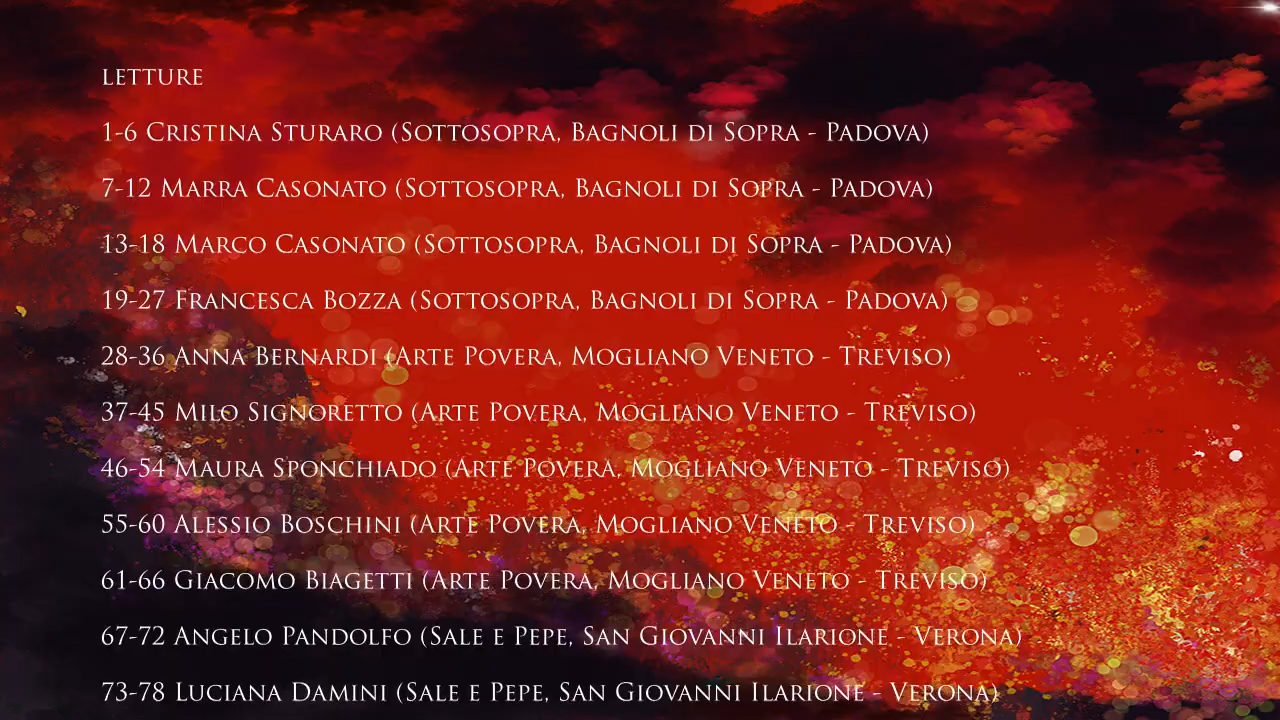 LETTURE
1-6 Cristina Sturaro (Sottosopra, Bagnoli di Sopra - Padova)
7-12 Marra Casonato (Sottosopra, Bagnoli di Sopra - Padova)
13-18 Marco Casonato (Sottosopra, Bagnoli di Sopra - Padova)
19-27 Francesca Bozza (Sottosopra, Bagnoli di Sopra - Padova)
28-36 Anna Bernardi (Arte Povera, Mogliano Veneto - Treviso)
37-45 Milo Signoretto (Arte Povera, Mogliano Veneto - Treviso)
46-54 Maura Sponchiado (Arte Povera, Mogliano Veneto - Treviso)
55-60 Alessio Boschini (Arte Povera, Mogliano Veneto - Treviso)
61-66 Giacomo Biagetti (Arte Povera, Mogliano Veneto - Treviso)
67-72 Angelo Pandolfo (Sale e Pepe, San Giovanni Ilarione - Verona)
73-78 Luciana Damini (Sale e Pepe, San Giovanni Ilarione - Verona)